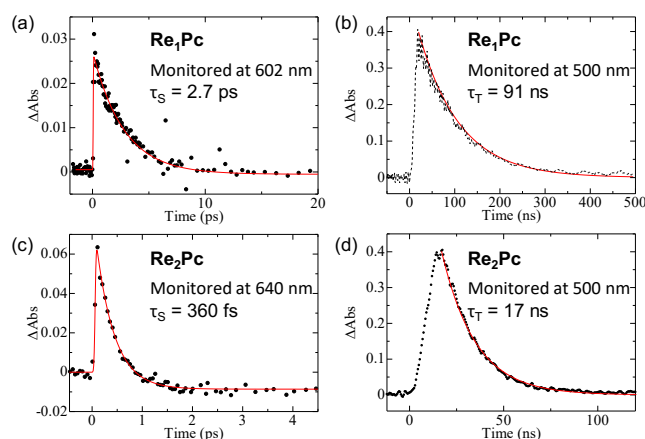 (a)
Re₁Pc
Monitored at 602 nm
τS = 2.7 ps
ΔAbs
0.03
0.02
0.01
0
0 5 10 15 20
Time (ps)
(b)
Re₁Pc
Monitored at 500 nm
τT = 91 ns
ΔAbs
0.4
0.3
0.2
0.1
0.0
0 100 200 300 400 500
Time (ns)
(c)
Re₂Pc
Monitored at 640 nm
τS = 360 fs
ΔAbs
0.06
0.04
0.02
0
-0.02
0 1 2 3 4
Time (ps)
(d)
Re₂Pc
Monitored at 500 nm
τT = 17 ns
ΔAbs
0.4
0.3
0.2
0.1
0
0 50 100
Time (ns)